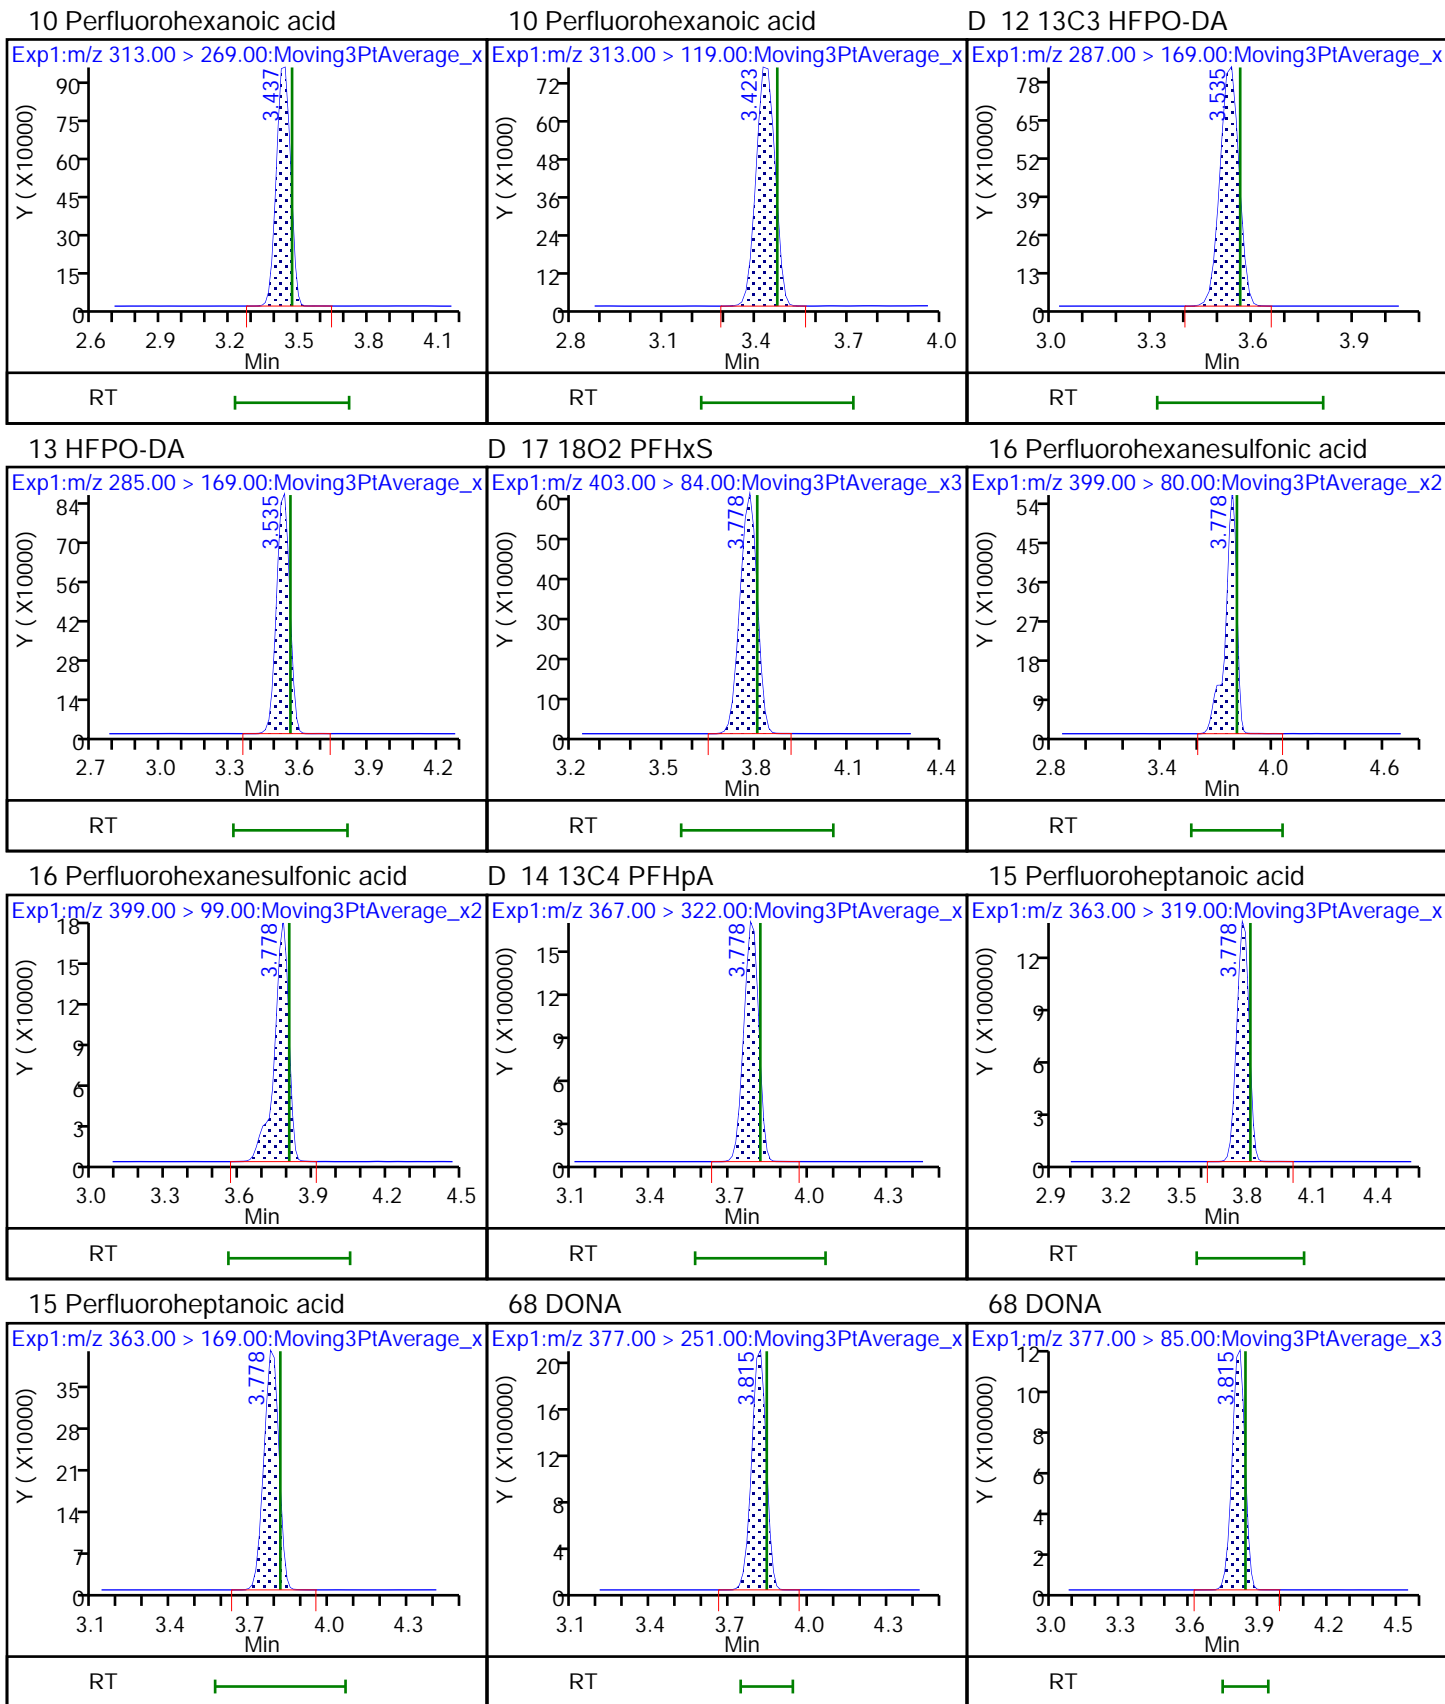 10 Perfluorohexanoic acid
Exp1:m/z 313.00 > 269.00:Moving3PtAverage_x
Y ( X10000)
90
75
60
45
30
15
0
3.437
2.6 2.9 3.2 3.5 3.8 4.1
Min
RT
10 Perfluorohexanoic acid
Exp1:m/z 313.00 > 119.00:Moving3PtAverage_x
Y ( X1000)
72
60
48
36
24
12
0
3.423
2.8 3.1 3.4 3.7 4.0
Min
RT
D 12 13C3 HFPO-DA
Exp1:m/z 287.00 > 169.00:Moving3PtAverage_x
Y ( X10000)
78
65
52
39
26
13
0
3.535
3.0 3.3 3.6 3.9
Min
RT
13 HFPO-DA
Exp1:m/z 285.00 > 169.00:Moving3PtAverage_x
Y ( X10000)
84
70
56
42
28
14
0
3.535
2.7 3.0 3.3 3.6 3.9 4.2
Min
RT
D 17 18O2 PFHxS
Exp1:m/z 403.00 > 84.00:Moving3PtAverage_x3
Y ( X10000)
60
50
40
30
20
10
0
3.778
3.2 3.5 3.8 4.1 4.4
Min
RT
16 Perfluorohexanesulfonic acid
Exp1:m/z 399.00 > 80.00:Moving3PtAverage_x2
Y ( X10000)
54
45
36
27
18
9
0
3.778
2.8 3.4 4.0 4.6
Min
RT
16 Perfluorohexanesulfonic acid
Exp1:m/z 399.00 > 99.00:Moving3PtAverage_x2
Y ( X10000)
18
15
12
9
6
3
0
3.778
3.0 3.3 3.6 3.9 4.2 4.5
Min
RT
D 14 13C4 PFHpA
Exp1:m/z 367.00 > 322.00:Moving3PtAverage_x
Y ( X100000)
15
12
9
6
3
0
3.778
3.1 3.4 3.7 4.0 4.3
Min
RT
15 Perfluoroheptanoic acid
Exp1:m/z 363.00 > 319.00:Moving3PtAverage_x
Y ( X100000)
12
9
6
3
0
3.778
2.9 3.2 3.5 3.8 4.1 4.4
Min
RT
15 Perfluoroheptanoic acid
Exp1:m/z 363.00 > 169.00:Moving3PtAverage_x
Y ( X10000)
35
28
21
14
7
0
3.778
3.1 3.4 3.7 4.0 4.3
Min
RT
68 DONA
Exp1:m/z 377.00 > 251.00:Moving3PtAverage_x
Y ( X100000)
20
16
12
8
4
0
3.815
3.1 3.4 3.7 4.0 4.3
Min
RT
68 DONA
Exp1:m/z 377.00 > 85.00:Moving3PtAverage_x3
Y ( X100000)
12
10
8
6
4
2
0
3.815
3.0 3.3 3.6 3.9 4.2 4.5
Min
RT